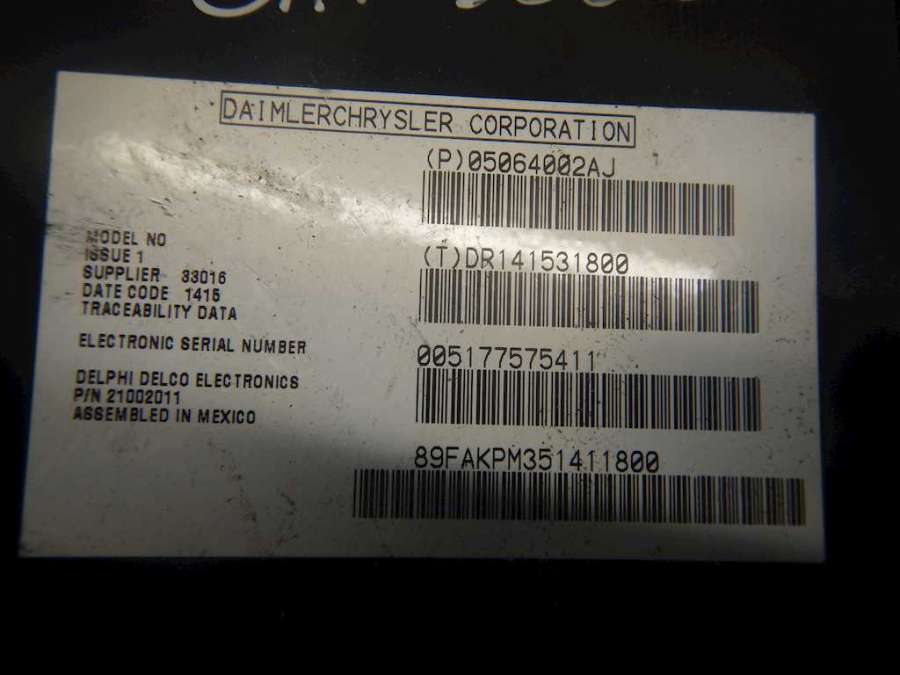 DAIMLERCHRYSLER CORPORATION
(P)05064002AJ
MODEL NO
ISSUE 1
SUPPLIER 33016
DATE CODE 1415
TRACEABILITY DATA
(T)DR141531800
ELECTRONIC SERIAL NUMBER
005177575411
DELPHI DELCO ELECTRONICS
P/N 21002011
ASSEMBLED IN MEXICO
89FAKPM351411800